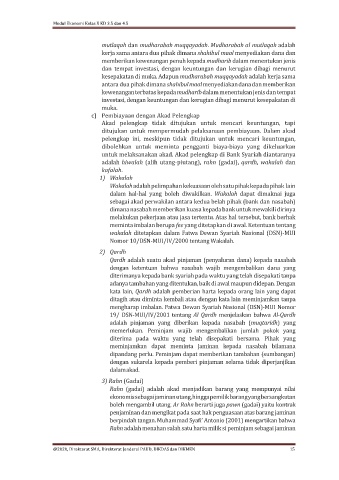 Modul Ekonomi Kelas X KD 3.5 dan 4.5
mutlaqah dan mudharabah muqayyadah. Mudharabah al mutlaqah adalah
kerja sama antara dua pihak dimana shahibul maal menyediakan dana dan
memberikan kewenangan penuh kepada mudharib dalam menentukan jenis
dan tempat investasi, dengan keuntungan dan kerugian dibagi menurut
kesepakatan di muka. Adapun mudharabah muqayyadah adalah kerja sama
antara dua pihak dimana shahibul maal menyediakan dana dan memberikan
kewenangan terbatas kepada mudharib dalam menentukan jenis dan tempat
investasi, dengan keuntungan dan kerugian dibagi menurut kesepakatan di
muka.
c) Pembiayaan dengan Akad Pelengkap
Akad pelengkap tidak ditujukan untuk mencari keuntungan, tapi
ditujukan untuk mempermudah pelaksanaan pembiayaan. Dalam akad
pelengkap ini, meskipun tidak ditujukan untuk mencari keuntungan,
dibolehkan untuk meminta pengganti biaya-biaya yang dikeluarkan
untuk melaksanakan akad. Akad pelengkap di Bank Syariah diantaranya
adalah hiwalah (alih utang-piutang), rahn (gadai), qardh, wakalah dan
kafalah.
1) Wakalah
Wakalah adalah pelimpahan kekuasaan oleh satu pihak kepada pihak lain
dalam hal-hal yang boleh diwakilkan. Wakalah dapat dimaknai juga
sebagai akad perwakilan antara kedua belah pihak (bank dan nasabah)
dimana nasabah memberikan kuasa kepada bank untuk mewakili dirinya
melakukan pekerjaan atau jasa tertentu. Atas hal tersebut, bank berhak
meminta imbalan berupa fee yang ditetapkan di awal. Ketentuan tentang
wakalah ditetapkan dalam Fatwa Dewan Syariah Nasional (DSN)-MUI
Nomor 10/DSN-MUI/IV/2000 tentang Wakalah.
2) Qardh
Qardh adalah suatu akad pinjaman (penyaluran dana) kepada nasabah
dengan ketentuan bahwa nasabah wajib mengembalikan dana yang
diterimanya kepada bank syariah pada waktu yang telah disepakati tanpa
adanya tambahan yang ditentukan, baik di awal maupun didepan. Dengan
kata lain, Qardh adalah pemberian harta kepada orang lain yang dapat
ditagih atau diminta kembali atau dengan kata lain meminjamkan tanpa
mengharap imbalan. Fatwa Dewan Syariah Nasional (DSN)-MUI Nomor
19/ DSN-MUI/IV/2001 tentang Al Qardh menjelaskan bahwa Al-Qardh
adalah pinjaman yang diberikan kepada nasabah (muqtaridh) yang
memerlukan. Peminjam wajib mengembalikan jumlah pokok yang
diterima pada waktu yang telah disepakati bersama. Pihak yang
meminjamkan dapat meminta jaminan kepada nasabah bilamana
dipandang perlu. Peminjam dapat memberikan tambahan (sumbangan)
dengan sukarela kepada pemberi pinjaman selama tidak diperjanjikan
dalam akad.
3) Rahn (Gadai)
Rahn (gadai) adalah akad menjadikan barang yang mempunyai nilai
ekonomis sebagai jaminan utang, hingga pemilik barang yang bersangkutan
boleh mengambil utang. Ar Rahn berarti juga pawn (gadai) yaitu kontrak
penjaminan dan mengikat pada saat hak penguasaan atas barang jaminan
berpindah tangan. Muhammad Syafi' Antonio (2001) mengartikan bahwa
Rahn adalah menahan salah satu harta milik si peminjam sebagai jaminan
@2020, Direktorat SMA, Direktorat Jenderal PAUD, DIKDAS dan DIKMEN 15